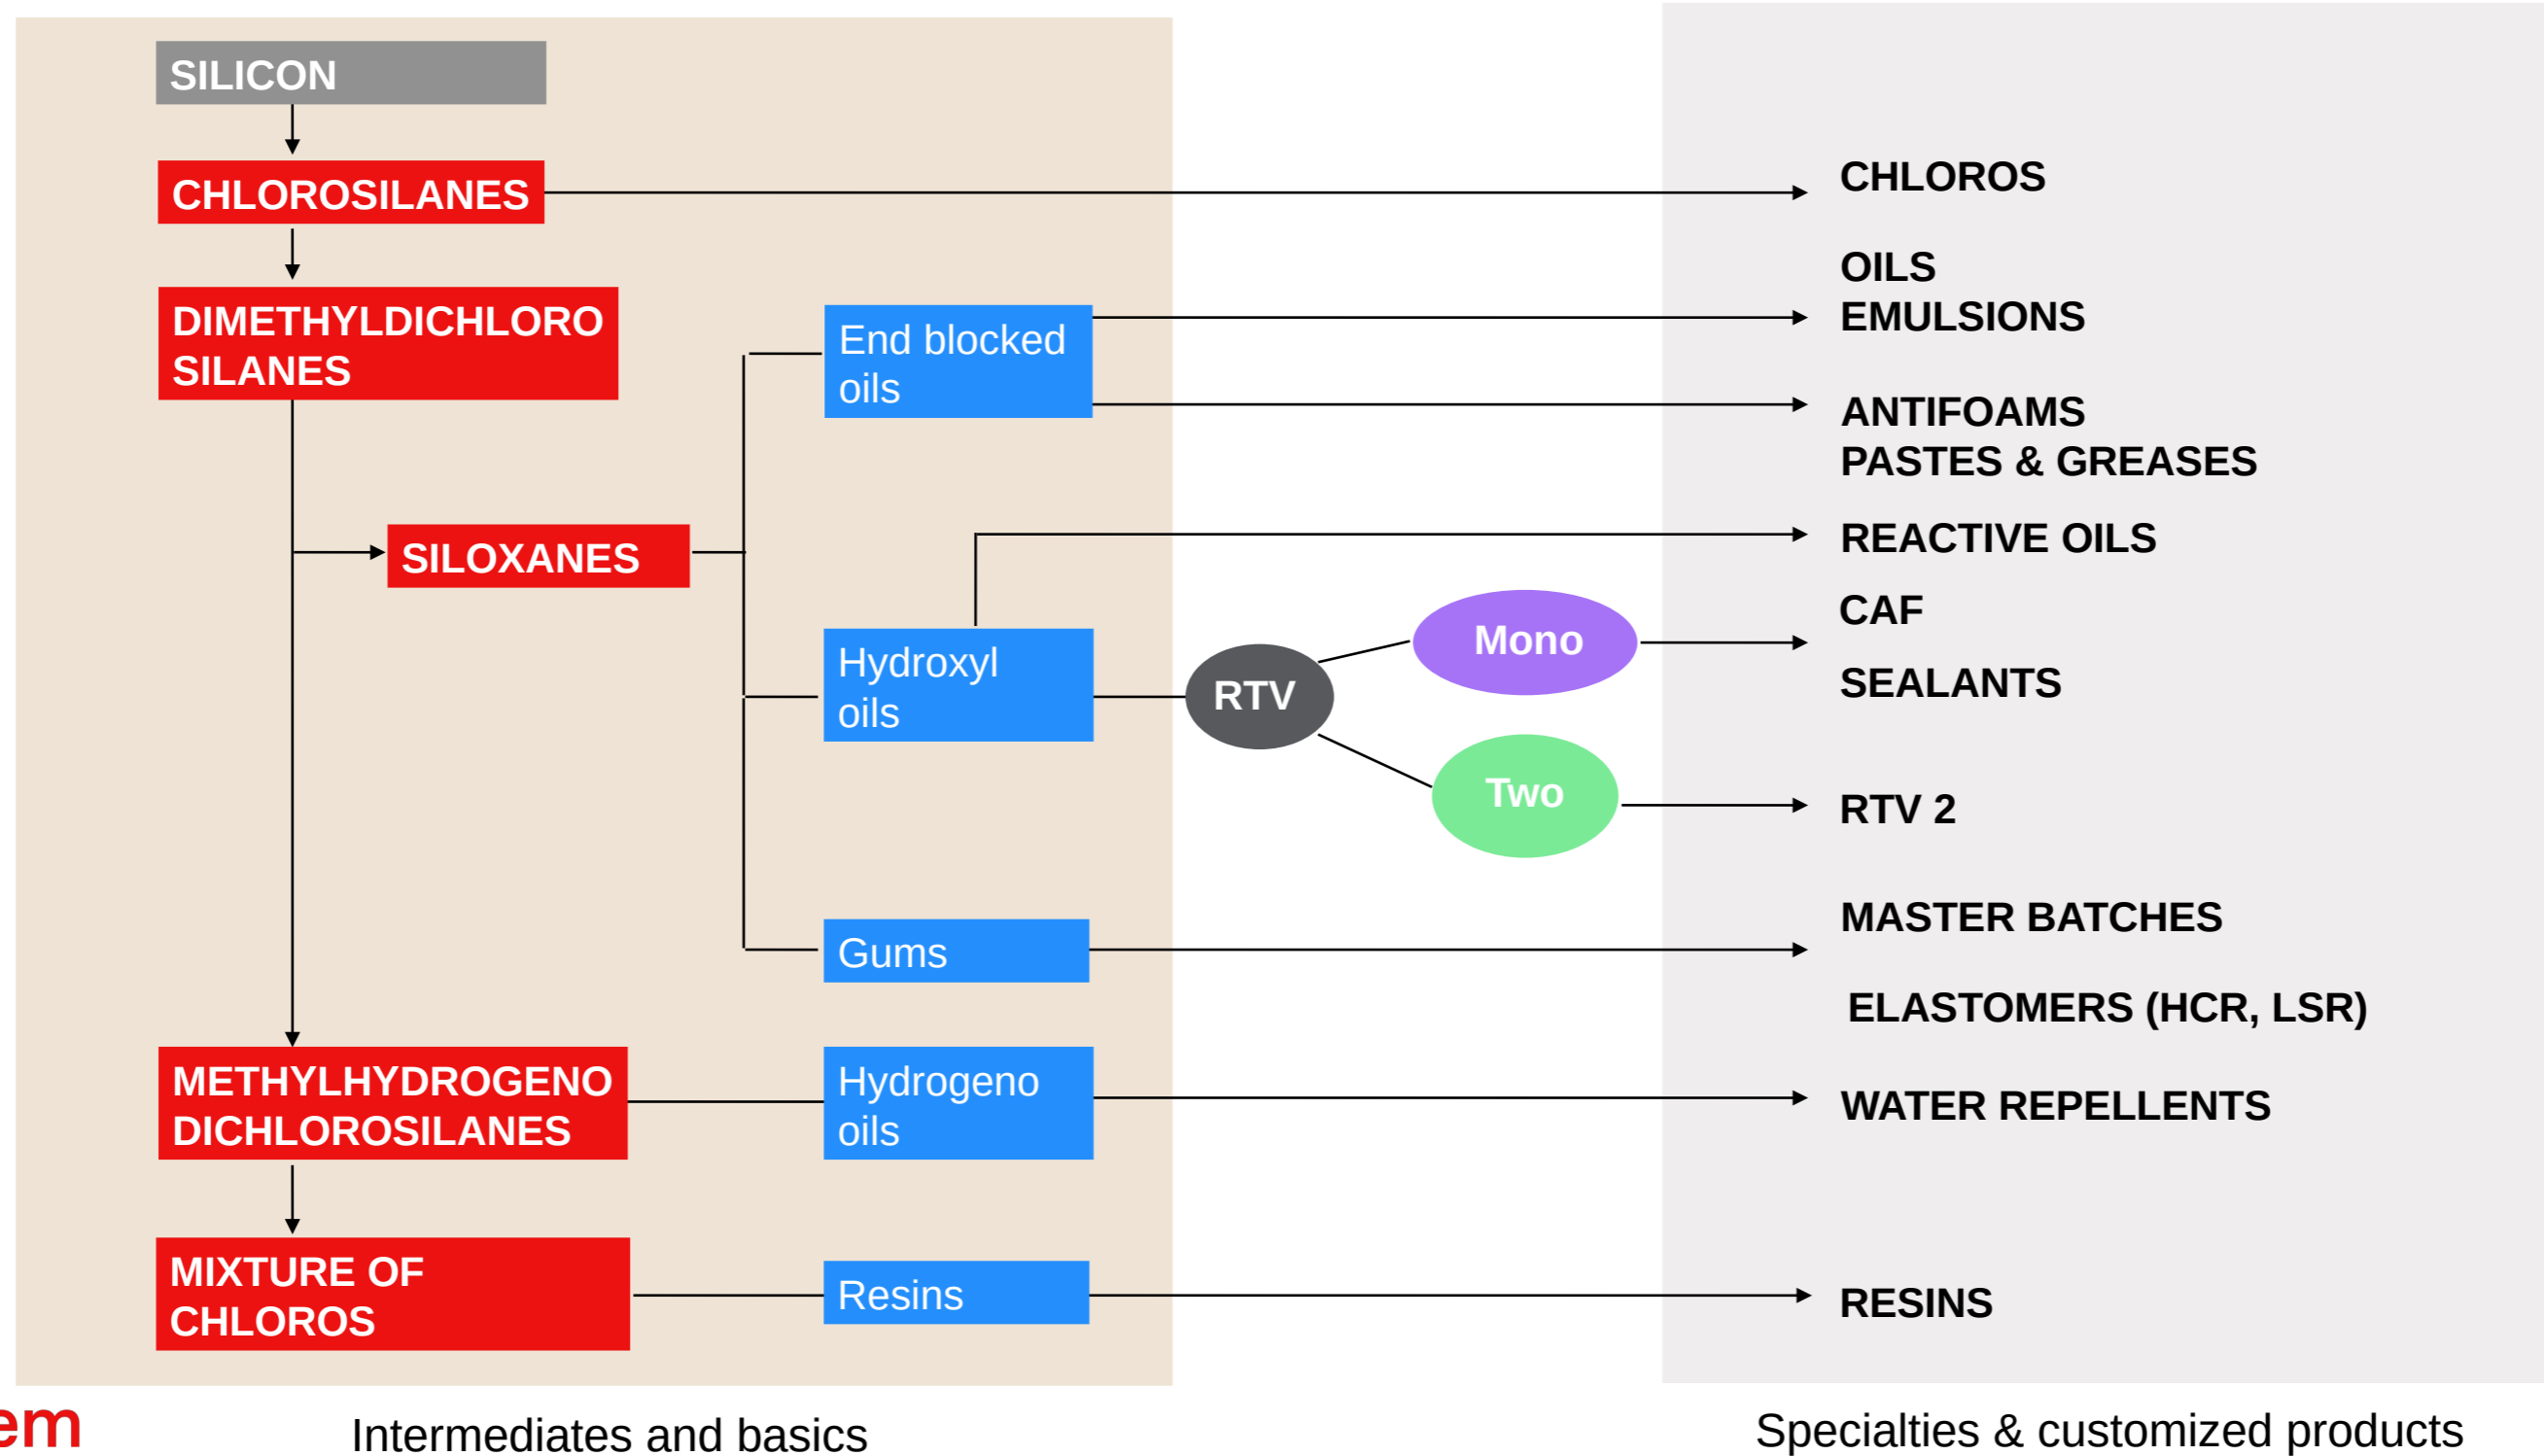 SILICON
CHLOROSILANES
DIMETHYLDICHLORO
SILANES
SILOXANES
METHYLHYDROGENO
DICHLOROSILANES
MIXTURE OF
CHLOROS
End blocked
oils
Hydroxyl
oils
Gums
Hydrogeno
oils
Resins
RTV
Mono
Two
CHLOROS
OILS
EMULSIONS
ANTIFOAMS
PASTES & GREASES
REACTIVE OILS
CAF
SEALANTS
RTV 2
MASTER BATCHES
ELASTOMERS (HCR, LSR)
WATER REPELLENTS
RESINS
em
Intermediates and basics
Specialties & customized products